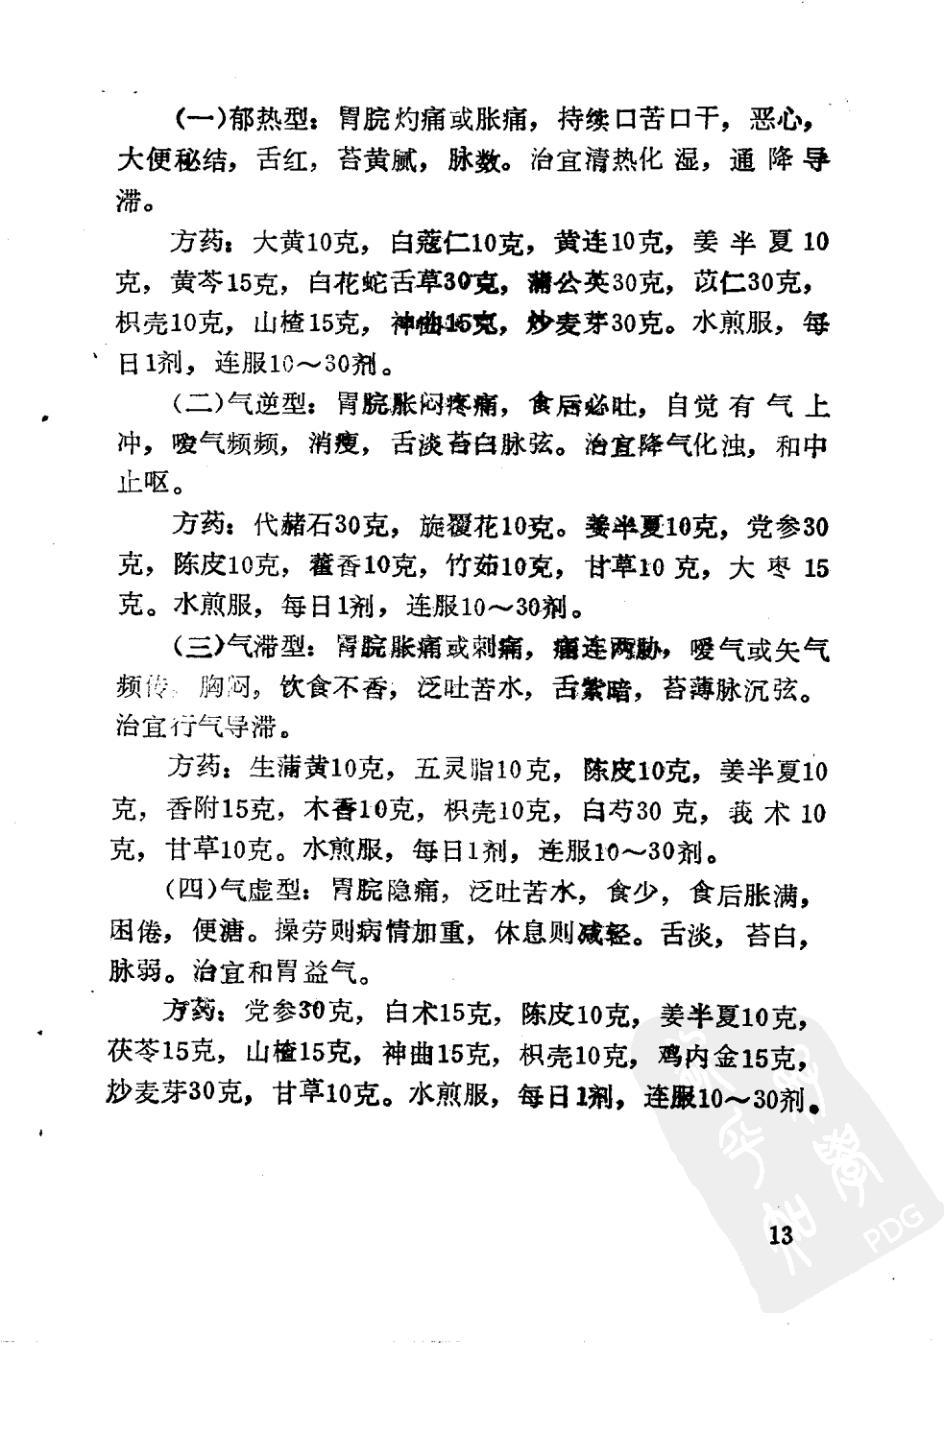 (一)郁热型：胃脘灼痛或胀痛，持续口苦口干，恶心，
大便秘结，舌红，苔黄腻，脉数。治宜清热化湿，通降导
滞。
方药：大黄10克，白蔻仁10克，黄连10克，姜半夏10
克，黄芩15克，白花蛇舌草30克，蒲公英30克，苡仁30克，
枳壳10克，山楂15克，神曲15克，炒麦芽30克。水煎服，每
日1剂，连服10～30剂。
(二)气逆型：胃脘胀闷疼痛，食后必吐，自觉有气上
冲，嗳气频频，消瘦，舌淡苔白脉弦。治宜降气化浊，和中
止呕。
方药：代赭石30克，旋覆花10克。姜半夏10克，党参30
克，陈皮10克，藿香10克，竹茹10克，甘草10克，大枣15
克。水煎服，每日1剂，连服10～30剂。
(三)气滞型：胃脘胀痛或刺痛，痛连两胁，嗳气或矢气
频传，胸闷，饮食不香，泛吐苦水，舌紫暗，苔薄脉沉弦。
治宜行气导滞。
方药：生蒲黄10克，五灵脂10克，陈皮10克，姜半夏10
克，香附15克，木香10克，枳壳10克，白芍30克，莪术10
克，甘草10克。水煎服，每日1剂，连服10～30剂。
(四)气虚型：胃脘隐痛，泛吐苦水，食少，食后胀满，
困倦，便溏。操劳则病情加重，休息则减轻。舌淡，苔白，
脉弱。治宜和胃益气。
方药：党参30克，白术15克，陈皮10克，姜半夏10克，
茯苓15克，山楂15克，神曲15克，枳壳10克，鸡内金15克，
炒麦芽30克，甘草10克。水煎服，每日1剂，连服10～30剂。
13
PDG